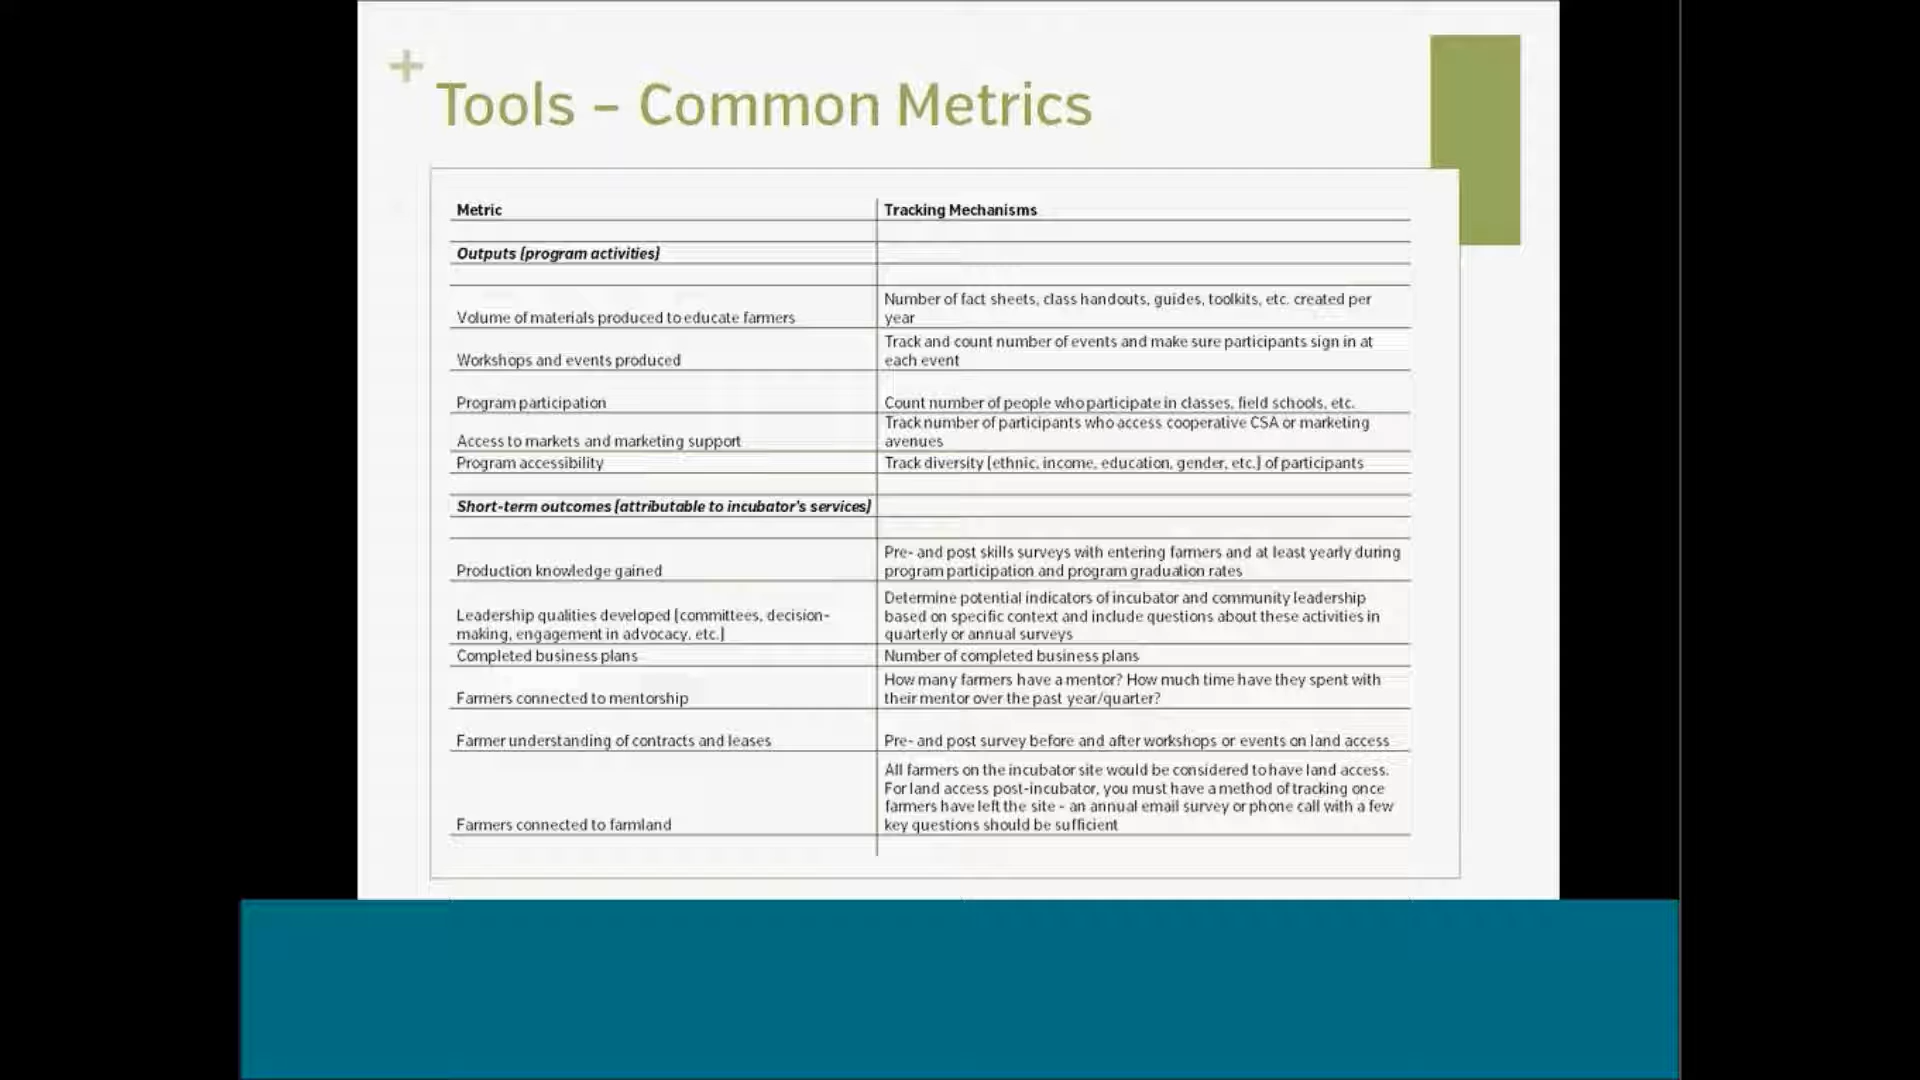 +
Tools – Common Metrics
Metric
Tracking Mechanisms
Outputs (program activities)
Volume of materials produced to educate farmers
Number of fact sheets, class handouts, guides, toolkits, etc. created per
year
Workshops and events produced
Track and count number of events and make sure participants sign in at
each event
Program participation
Count number of people who participate in classes, field schools, etc.
Access to markets and marketing support
Track number of participants who access cooperative CSA or marketing
avenues
Program accessibility
Track diversity (ethnic, income, education, gender, etc.) of participants
Short-term outcomes (attributable to incubator's services)
Production knowledge gained
Pre- and post skills surveys with entering farmers and at least yearly during
program participation and program graduation rates
Leadership qualities developed (committees, decision-
making, engagement in advocacy, etc.)
Determine potential indicators of incubator and community leadership
based on specific context and include questions about these activities in
quarterly or annual surveys
Completed business plans
Number of completed business plans
Farmers connected to mentorship
How many farmers have a mentor? How much time have they spent with
their mentor over the past year/quarter?
Farmer understanding of contracts and leases
Pre- and post survey before and after workshops or events on land access
Farmers connected to farmland
All farmers on the incubator site would be considered to have land access.
For land access post-incubator, you must have a method of tracking once
farmers have left the site - an annual email survey or phone call with a few
key questions should be sufficient